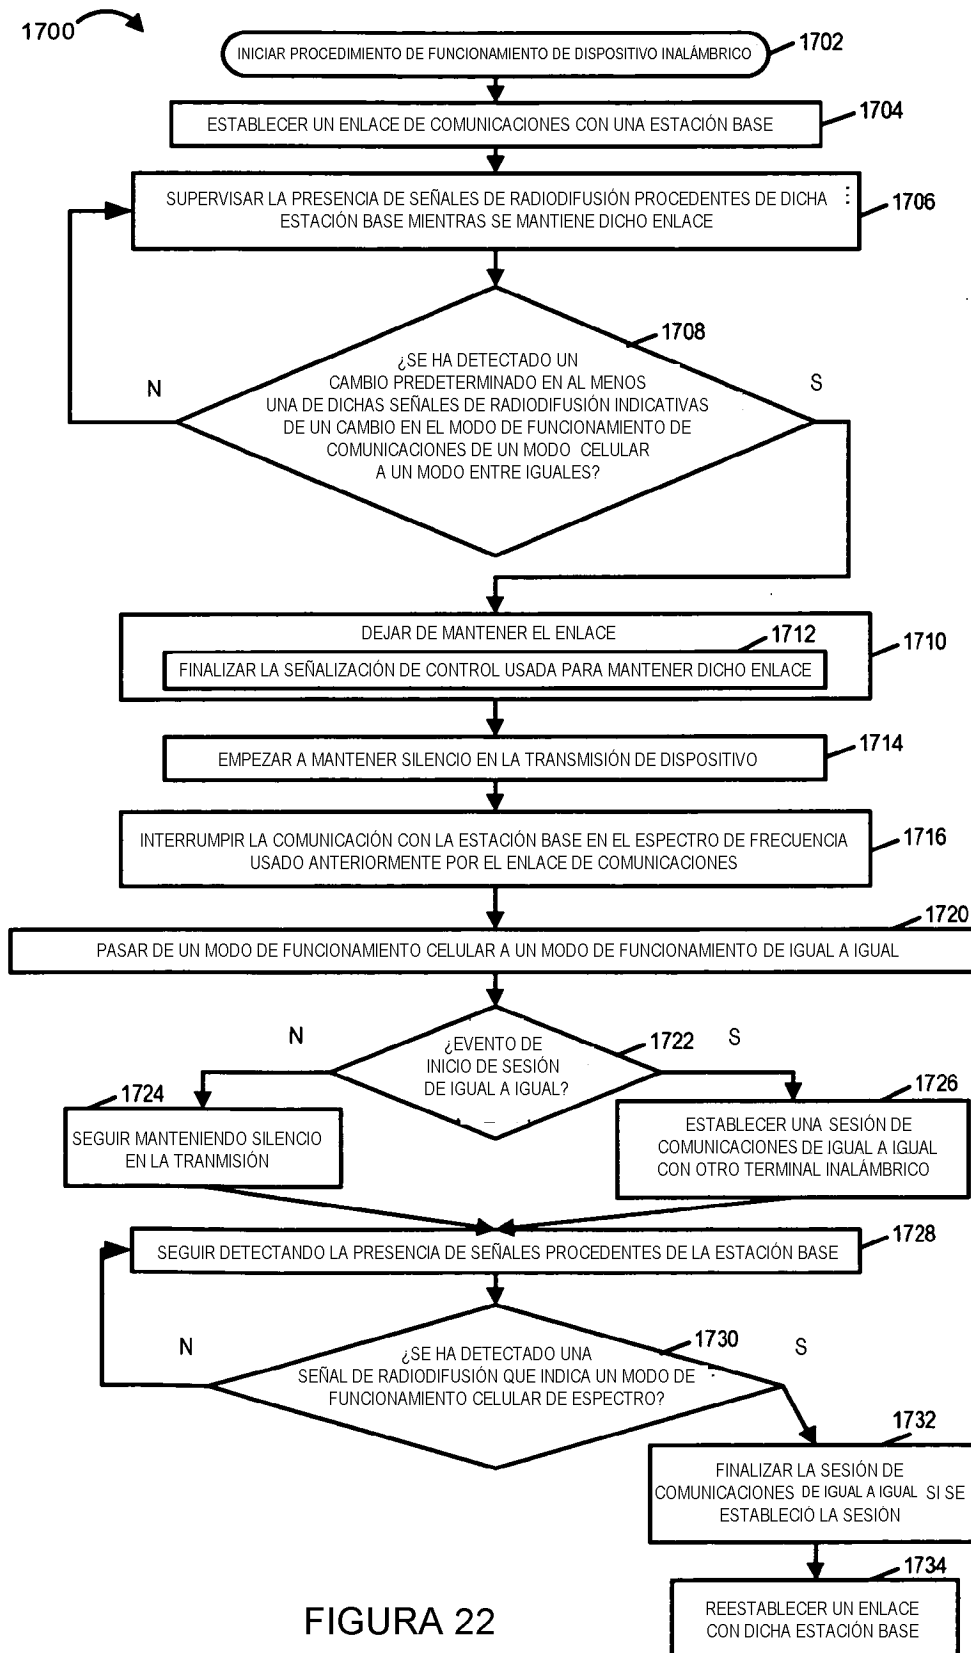 1700
INICIAR PROCEDIMIENTO DE FUNCIONAMIENTO DE DISPOSITIVO INALÁMBRICO
1702
ESTABLECER UN ENLACE DE COMUNICACIONES CON UNA ESTACIÓN BASE
1704
SUPERVISAR LA PRESENCIA DE SEÑALES DE RADIODIFUSIÓN PROCEDENTES DE DICHA
ESTACIÓN BASE MIENTRAS SE MANTIENE DICHO ENLACE
1706
1708
¿SE HA DETECTADO UN
CAMBIO PREDETERMINADO EN AL MENOS
UNA DE DICHAS SEÑALES DE RADIODIFUSIÓN INDICATIVAS
DE UN CAMBIO EN EL MODO DE FUNCIONAMIENTO DE
COMUNICACIONES DE UN MODO CELULAR
A UN MODO ENTRE IGUALES?
N
S
DEJAR DE MANTENER EL ENLACE
1710
1712
FINALIZAR LA SEÑALIZACIÓN DE CONTROL USADA PARA MANTENER DICHO ENLACE
EMPEZAR A MANTENER SILENCIO EN LA TRANSMISIÓN DE DISPOSITIVO
1714
INTERRUMPIR LA COMUNICACIÓN CON LA ESTACIÓN BASE EN EL ESPECTRO DE FRECUENCIA
USADO ANTERIORMENTE POR EL ENLACE DE COMUNICACIONES
1716
1720
PASAR DE UN MODO DE FUNCIONAMIENTO CELULAR A UN MODO DE FUNCIONAMIENTO DE IGUAL A IGUAL
N
¿EVENTO DE
INICIO DE SESIÓN
DE IGUAL A IGUAL?
1722
S
1724
SEGUIR MANTENIENDO SILENCIO
EN LA TRANMISIÓN
1726
ESTABLECER UNA SESIÓN DE
COMUNICACIONES DE IGUAL A IGUAL
CON OTRO TERMINAL INALÁMBRICO
SEGUIR DETECTANDO LA PRESENCIA DE SEÑALES PROCEDENTES DE LA ESTACIÓN BASE
1728
N
¿SE HA DETECTADO UNA
SEÑAL DE RADIODIFUSIÓN QUE INDICA UN MODO DE
FUNCIONAMIENTO CELULAR DE ESPECTRO?
1730
S
1732
FINALIZAR LA SESIÓN DE
COMUNICACIONES DE IGUAL A IGUAL SI SE
ESTABLECIÓ LA SESIÓN
1734
REESTABLECER UN ENLACE
CON DICHA ESTACIÓN BASE
FIGURA 22